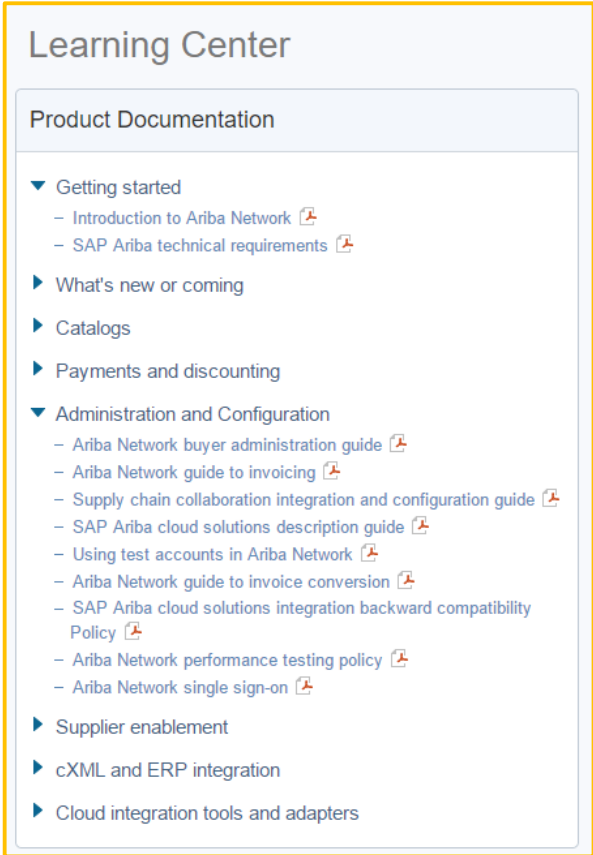 Learning Center
Product Documentation
Getting started
– Introduction to Ariba Network
– SAP Ariba technical requirements
What's new or coming
Catalogs
Payments and discounting
Administration and Configuration
– Ariba Network buyer administration guide
– Ariba Network guide to invoicing
– Supply chain collaboration integration and configuration guide
– SAP Ariba cloud solutions description guide
– Using test accounts in Ariba Network
– Ariba Network guide to invoice conversion
– SAP Ariba cloud solutions integration backward compatibility
Policy
– Ariba Network performance testing policy
– Ariba Network single sign-on
Supplier enablement
cXML and ERP integration
Cloud integration tools and adapters